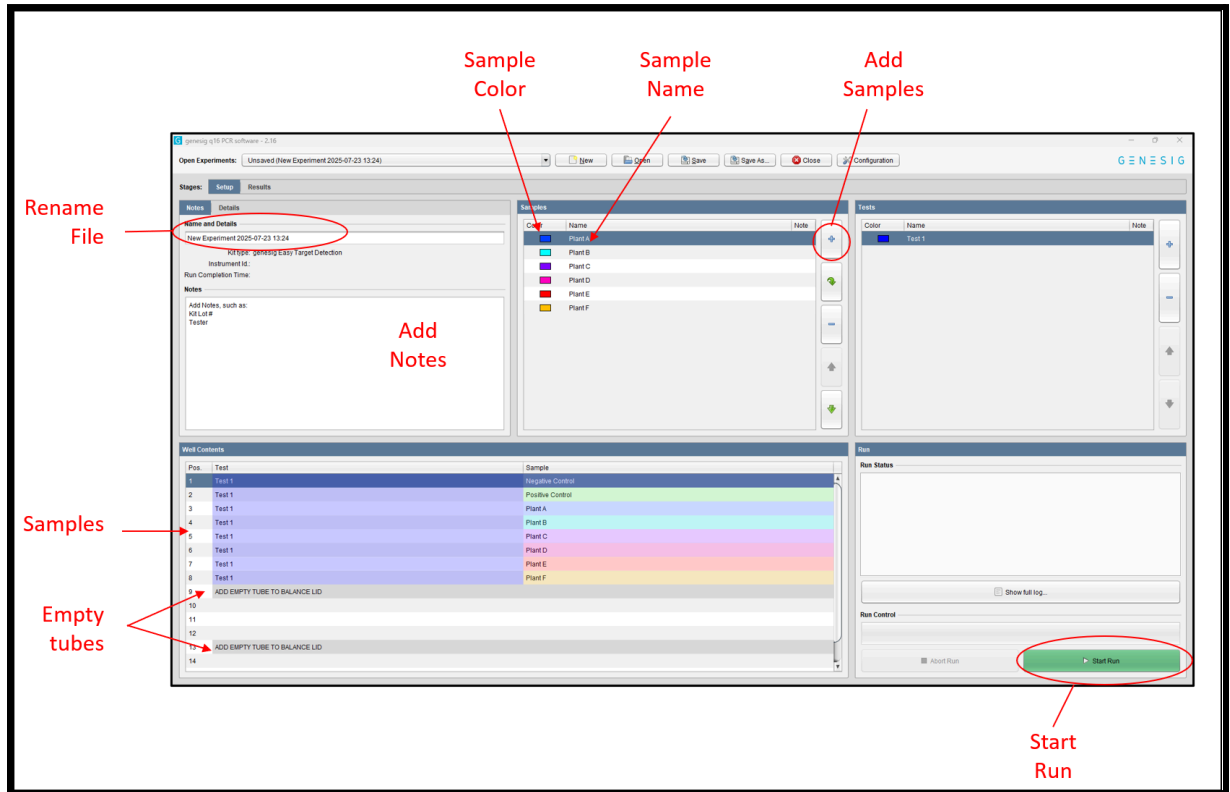 Sample
Color
Sample
Name
Add
Samples
genesig q16 PCR software - 2.16
Open Experiments: Unsaved (New Experiment 2025-07-23 13:24) New Open Save Save As... Close Configuration
GENESIG
Stages: Setup Results
Rename
File
Notes Details
Name and Details
New Experiment 2025-07-23 13:24
Kit type: genesig Easy Target Detection
Instrument Id.:
Run Completion Time:
Notes
Add Notes, such as:
Kit Lot #
Tester
Add
Notes
Samples
Color Name Note
Plant A
Plant B
Plant C
Plant D
Plant E
Plant F
Tests
Color Name Note
Test 1
Well Contents
Pos. Test Sample
1 Test 1 Negative Control
2 Test 1 Positive Control
3 Test 1 Plant A
4 Test 1 Plant B
5 Test 1 Plant C
6 Test 1 Plant D
7 Test 1 Plant E
8 Test 1 Plant F
9 ADD EMPTY TUBE TO BALANCE LID
10
11
12
13 ADD EMPTY TUBE TO BALANCE LID
14
Samples
Empty
tubes
Run
Run Status
Show full log...
Run Control
Abort Run Start Run
Start
Run